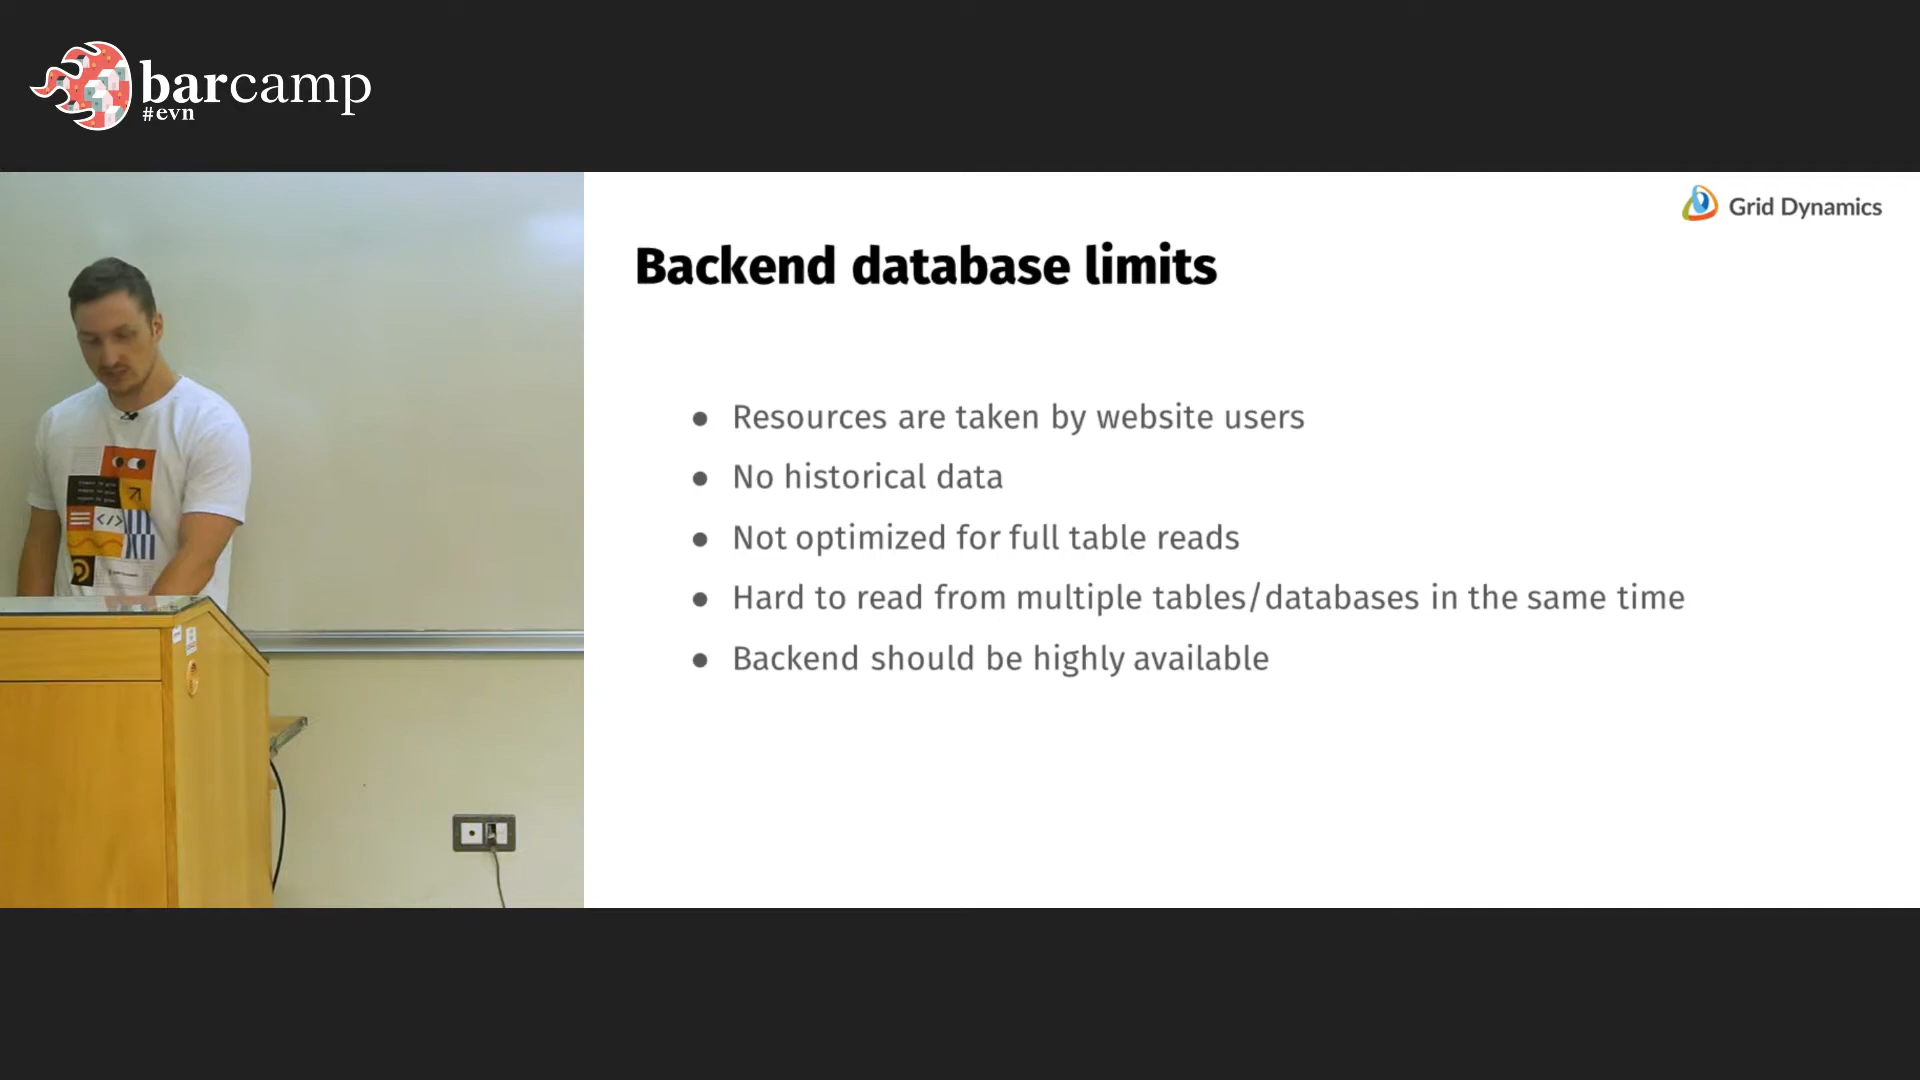 barcamp
#evn
Grid Dynamics
Backend database limits
● Resources are taken by website users
● No historical data
● Not optimized for full table reads
● Hard to read from multiple tables/databases in the same time
● Backend should be highly available